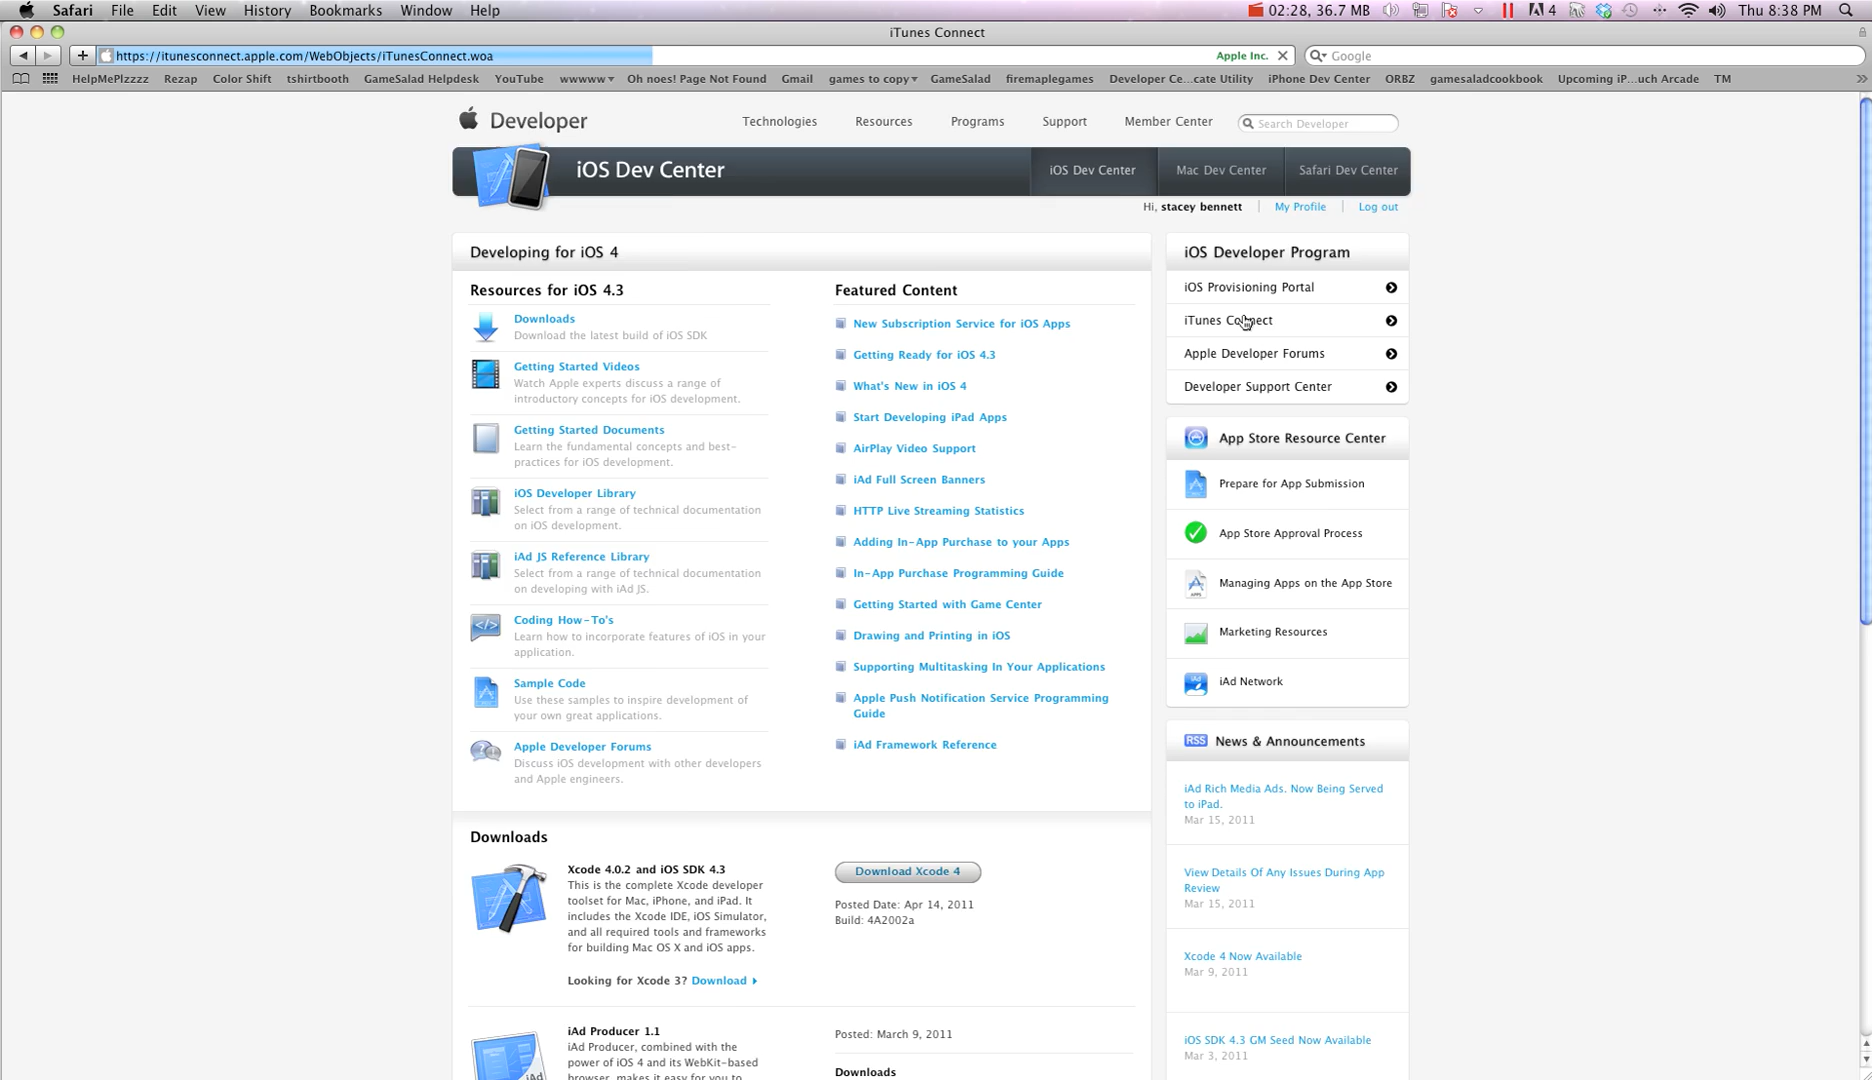 Safari File Edit View History Bookmarks Window Help 02:28, 36.7 MB 4 Thu 8:38 PM
iTunes Connect
https://itunesconnect.apple.com/WebObjects/iTunesConnect.woa Apple Inc. Google
HelpMePlzzzz Rezap Color Shift tshirtbooth GameSalad Helpdesk YouTube wwwww Oh noes! Page Not Found Gmail games to copy GameSalad firemaplegames Developer Ce...cate Utility iPhone Dev Center ORBZ gamesaladcookbook Upcoming iP...uch Arcade TM
Developer Technologies Resources Programs Support Member Center Search Developer
iOS Dev Center iOS Dev Center Mac Dev Center Safari Dev Center
Hi, stacey bennett My Profile Log out
Developing for iOS 4
Resources for iOS 4.3
Downloads
Download the latest build of iOS SDK
Getting Started Videos
Watch Apple experts discuss a range of
introductory concepts for iOS development.
Getting Started Documents
Learn the fundamental concepts and best-
practices for iOS development.
iOS Developer Library
Select from a range of technical documentation
on iOS development.
iAd JS Reference Library
Select from a range of technical documentation
on developing with iAd JS.
Coding How-To's
Learn how to incorporate features of iOS in your
application.
Sample Code
Use these samples to inspire development of
your own great applications.
Apple Developer Forums
Discuss iOS development with other developers
and Apple engineers.
Featured Content
New Subscription Service for iOS Apps
Getting Ready for iOS 4.3
What's New in iOS 4
Start Developing iPad Apps
AirPlay Video Support
iAd Full Screen Banners
HTTP Live Streaming Statistics
Adding In-App Purchase to your Apps
In-App Purchase Programming Guide
Getting Started with Game Center
Drawing and Printing in iOS
Supporting Multitasking In Your Applications
Apple Push Notification Service Programming
Guide
iAd Framework Reference
Downloads
Xcode 4.0.2 and iOS SDK 4.3
This is the complete Xcode developer
toolset for Mac, iPhone, and iPad. It
includes the Xcode IDE, iOS Simulator,
and all required tools and frameworks
for building Mac OS X and iOS apps.
Looking for Xcode 3? Download
Download Xcode 4
Posted Date: Apr 14, 2011
Build: 4A2002a
iAd Producer 1.1
iAd Producer, combined with the
power of iOS 4 and its WebKit-based
browser, makes it easy for you to
iAd
Posted: March 9, 2011
Downloads
iOS Developer Program
iOS Provisioning Portal
iTunes Connect
Apple Developer Forums
Developer Support Center
App Store Resource Center
Prepare for App Submission
App Store Approval Process
APPS
Managing Apps on the App Store
Marketing Resources
iAd
iAd Network
RSS News & Announcements
iAd Rich Media Ads. Now Being Served
to iPad.
Mar 15, 2011
View Details Of Any Issues During App
Review
Mar 15, 2011
Xcode 4 Now Available
Mar 9, 2011
iOS SDK 4.3 GM Seed Now Available
Mar 3, 2011